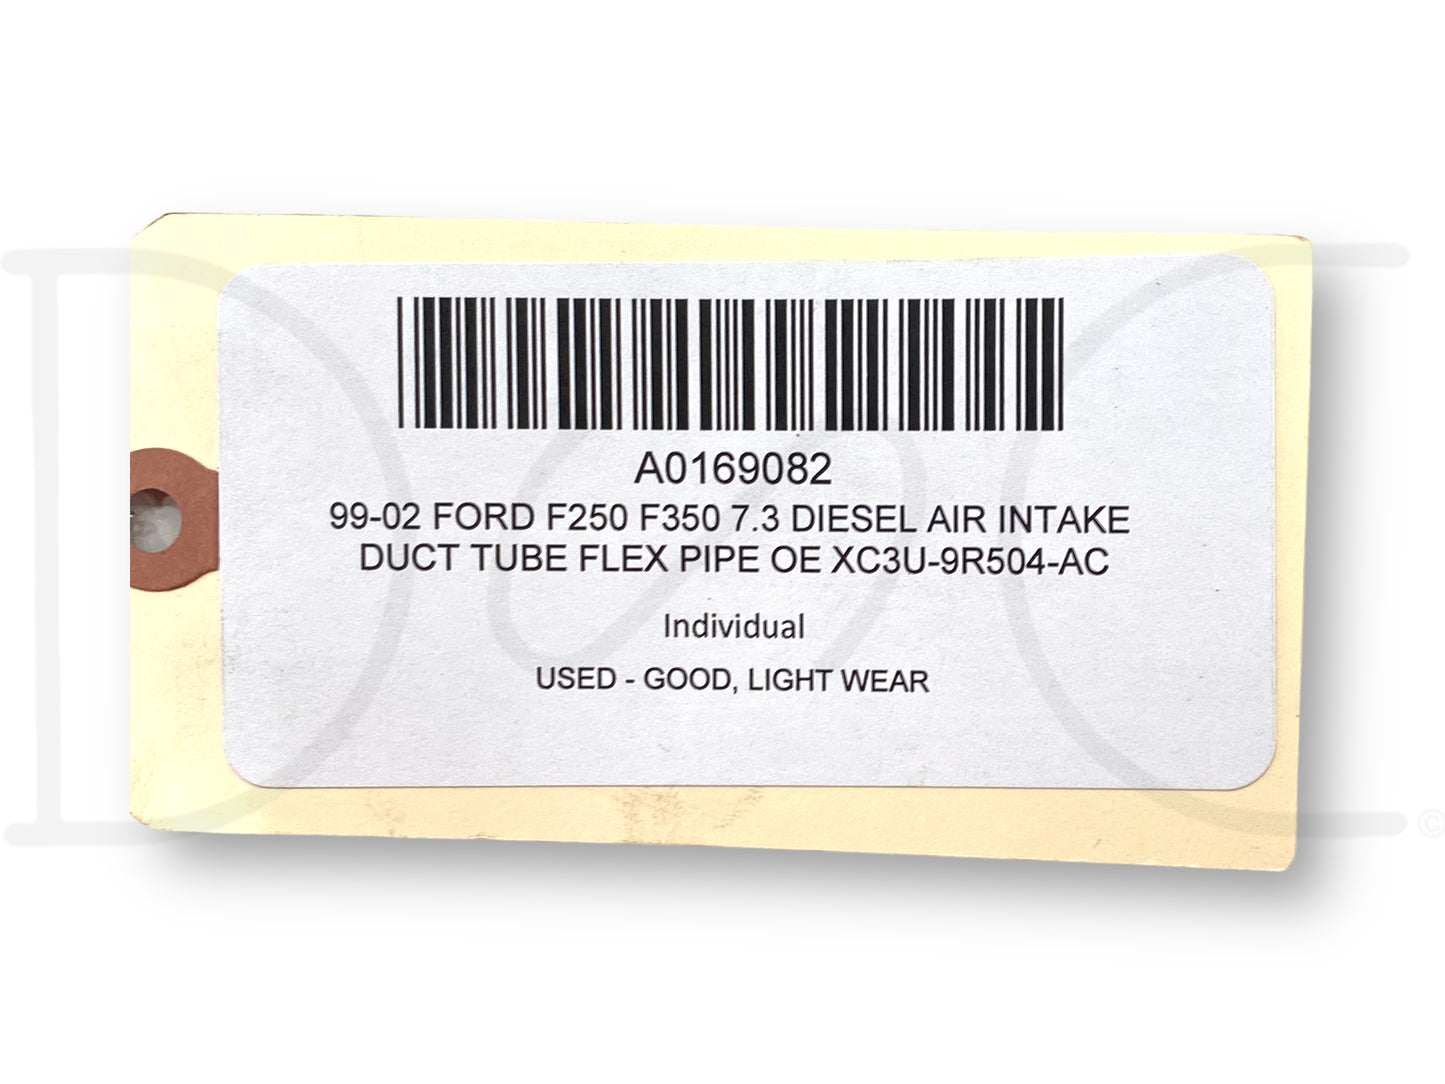 A0169082
99-02 FORD F250 F350 7.3 DIESEL AIR INTAKE
DUCT TUBE FLEX PIPE OE XC3U-9R504-AC
Individual
USED - GOOD, LIGHT WEAR
D C
©